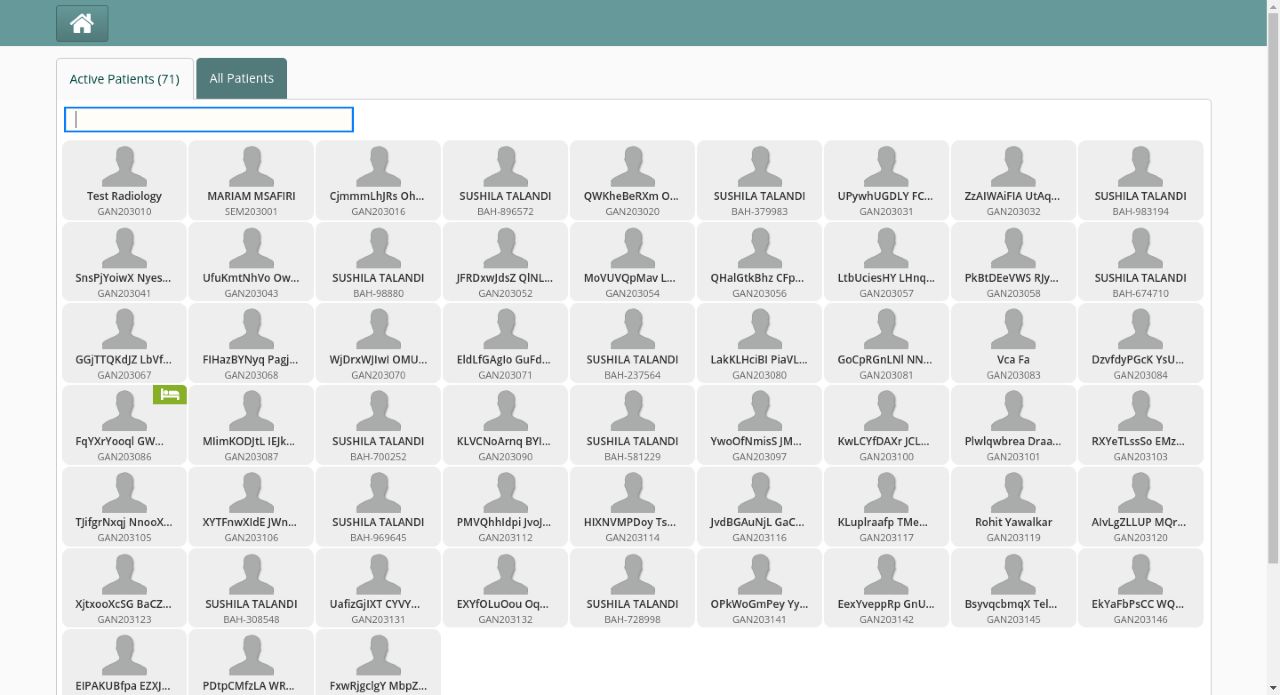 Active Patients (71)
All Patients
Test Radiology
GAN203010
MARIAM MSAFIRI
SEM203001
CjmmmLhJRs Oh...
GAN203016
SUSHILA TALANDI
BAH-896572
QWKheBeRXm O...
GAN203020
SUSHILA TALANDI
BAH-379983
UPywhUGDLY FC...
GAN203031
ZzAIWAiFIA UtAq...
GAN203032
SUSHILA TALANDI
BAH-983194
SnsPjYoiwX Nyes...
GAN203041
UfuKmtNhVo Ow...
GAN203043
SUSHILA TALANDI
BAH-98880
JFRDxwJdsZ QlNL...
GAN203052
MoVUVQpMav L...
GAN203054
QHalGtkBhz CFp...
GAN203056
LtbUciesHY LHnq...
GAN203057
PkBtDEeVWS RJy...
GAN203058
SUSHILA TALANDI
BAH-674710
GGjTTQKdJZ LbVf...
GAN203067
FIHazBYNyq Pagj...
GAN203068
WjDrxWJIwI OMU...
GAN203070
EldLfGAgIo GuFd...
GAN203071
SUSHILA TALANDI
BAH-237564
LakKLHciBI PiaVL...
GAN203080
GoCpRGnLNl NN...
GAN203081
Vca Fa
GAN203083
DzvfdyPGcK YsU...
GAN203084
FqYXrYooql GW...
GAN203086
MIimKODJtL IEJk...
GAN203087
SUSHILA TALANDI
BAH-700252
KLVCNoArnq BYI...
GAN203090
SUSHILA TALANDI
BAH-581229
YwoOfNmisS JM...
GAN203097
KwLCYfDAXr JCL...
GAN203100
Plwlqwbrea Draa...
GAN203101
RXYeTLssSo EMz...
GAN203103
TJifgrNxqj NnooX...
GAN203105
XYTFnwXIdE JWn...
GAN203106
SUSHILA TALANDI
BAH-969645
PMVQhhIdpi JvoJ...
GAN203112
HIXNVMPDoy Ts...
GAN203114
JvdBGAuNjL GaC...
GAN203116
KLuplraafp TMe...
GAN203117
Rohit Yawalkar
GAN203119
AIvLgZLLUP MQr...
GAN203120
XjtxooXcSG BaCZ...
GAN203123
SUSHILA TALANDI
BAH-308548
UafizGjIXT CYVY...
GAN203131
EXYfOLuOou Oq...
GAN203132
SUSHILA TALANDI
BAH-728998
OPkWoGmPey Yy...
GAN203141
EexYveppRp GnU...
GAN203142
BsyvqcbmqX Tel...
GAN203145
EkYaFbPsCC WQ...
GAN203146
EIPAKUBfpa EZXJ...
PDtpCMfzLA WR...
FxwRjgclgY MbpZ...